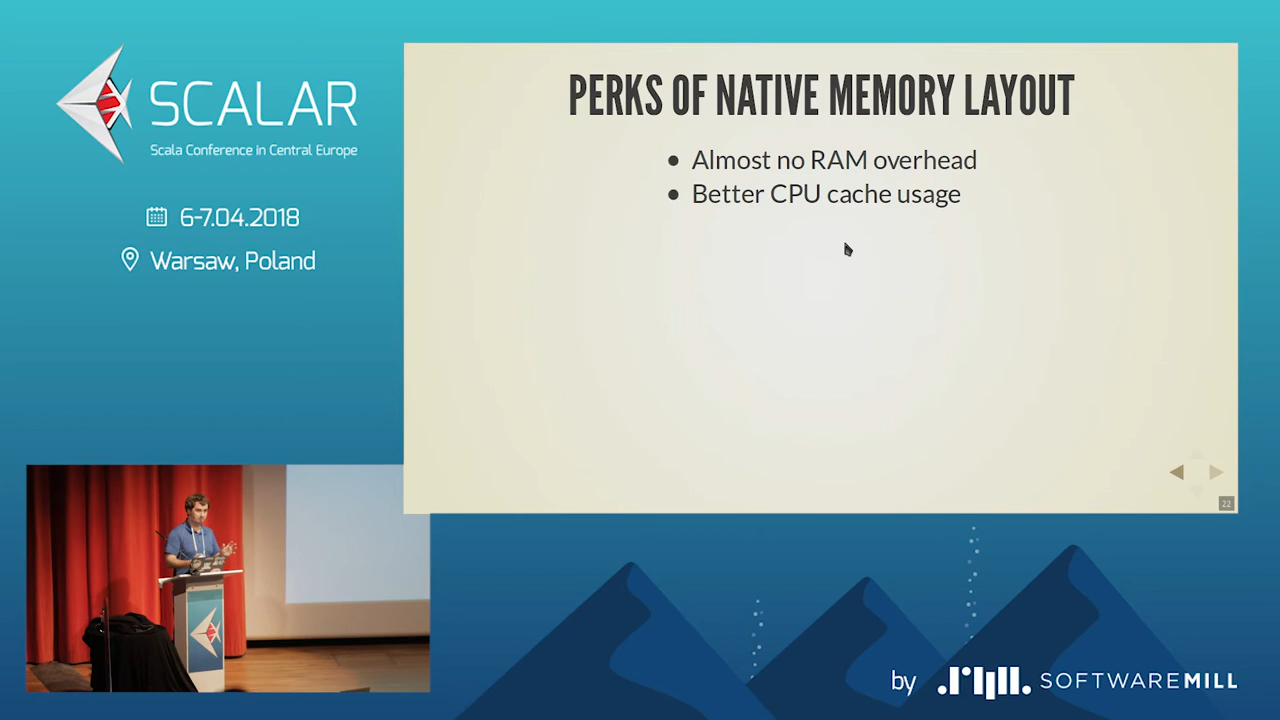 SCALAR
Scala Conference in Central Europe
6-7.04.2018
Warsaw, Poland
PERKS OF NATIVE MEMORY LAYOUT
• Almost no RAM overhead
• Better CPU cache usage
22
by SOFTWAREMILL